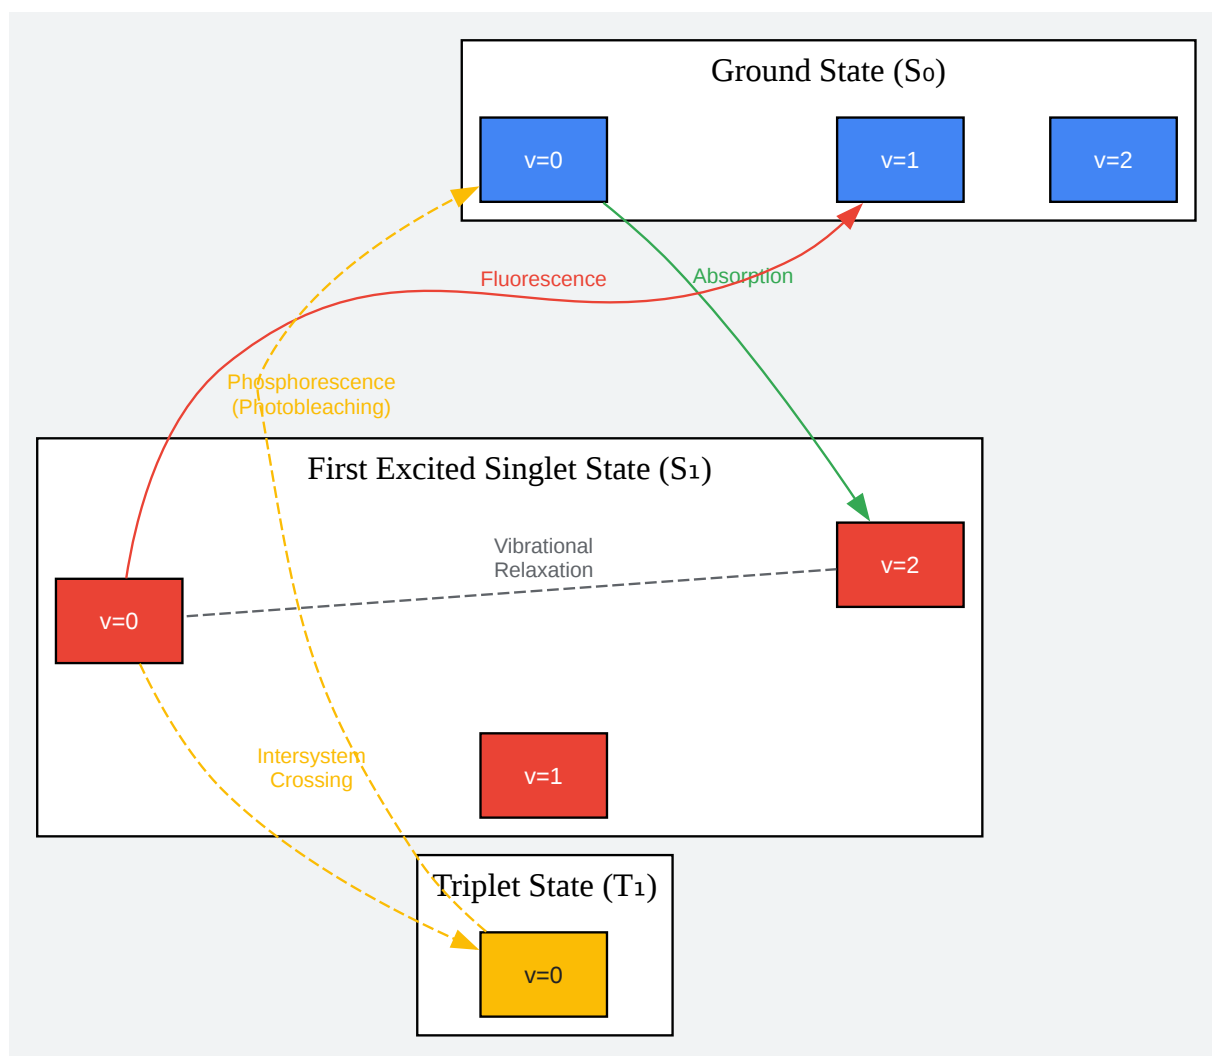 Ground State (S₀)
v=0
v=1
v=2
Fluorescence
Absorption
Phosphorescence
(Photobleaching)
First Excited Singlet State (S₁)
Vibrational
Relaxation
v=2
v=0
Intersystem
Crossing
v=1
Triplet State (T₁)
v=0